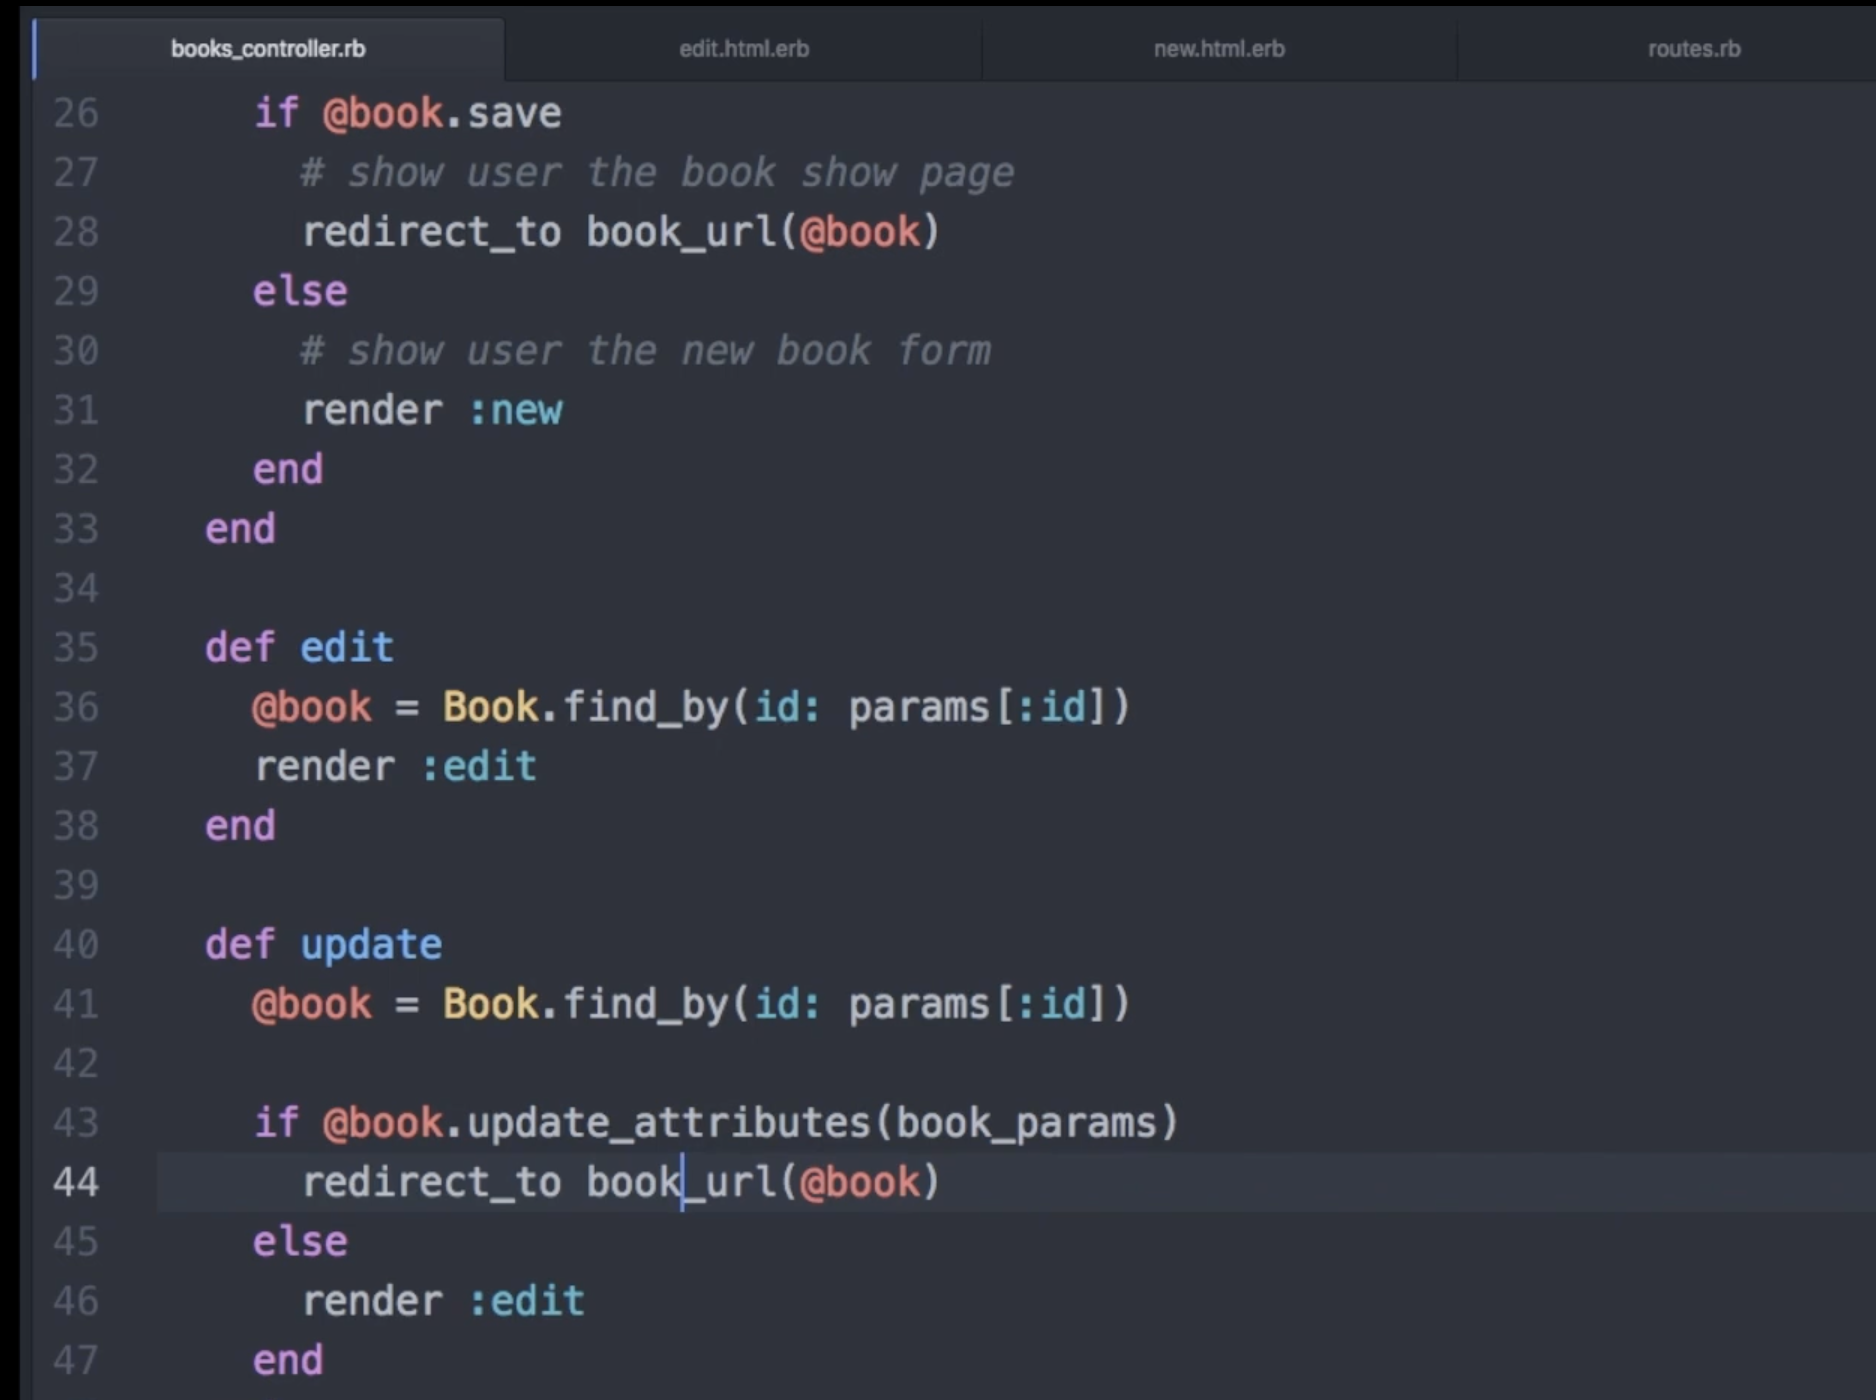 books_controller.rb edit.html.erb new.html.erb routes.rb
26 if @book.save
27 # show user the book show page
28 redirect_to book_url(@book)
29 else
30 # show user the new book form
31 render :new
32 end
33 end
34
35 def edit
36 @book = Book.find_by(id: params[:id])
37 render :edit
38 end
39
40 def update
41 @book = Book.find_by(id: params[:id])
42
43 if @book.update_attributes(book_params)
44 redirect_to book_url(@book)
45 else
46 render :edit
47 end